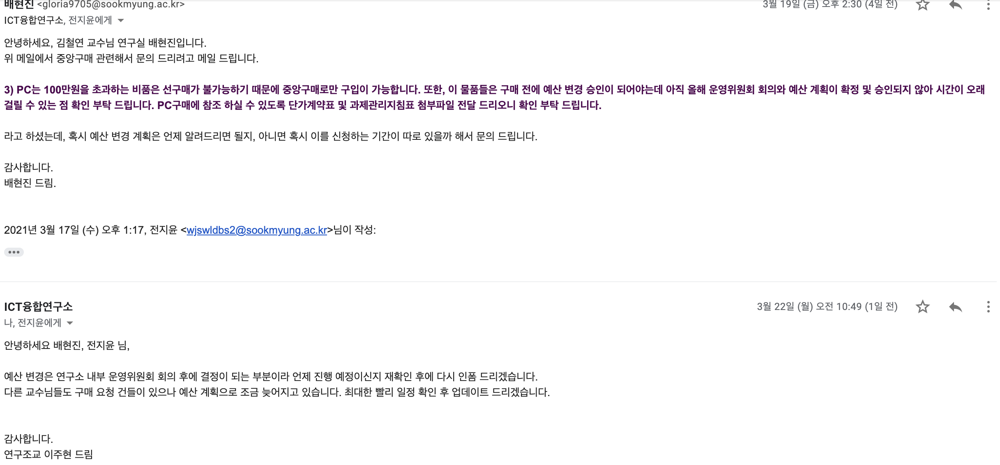 배현진 <gloria9705@sookmyung.ac.kr>
3월 19일 (금) 오후 2:30 (4일 전)
ICT융합연구소, 전지윤에게
안녕하세요, 김철연 교수님 연구실 배현진입니다.
위 메일에서 중앙구매 관련해서 문의 드리려고 메일 드립니다.
3) PC는 100만원을 초과하는 비품은 선구매가 불가능하기 때문에 중앙구매로만 구입이 가능합니다. 또한, 이 물품들은 구매 전에 예산 변경 승인이 되어야는데 아직 올해 운영위원회 회의와 예산 계획이 확정 및 승인되지 않아 시간이 오래
걸릴 수 있는 점 확인 부탁 드립니다. PC구매에 참조 하실 수 있도록 단가계약표 및 과제관리지침표 첨부파일 전달 드리오니 확인 부탁 드립니다.
라고 하셨는데, 혹시 예산 변경 계획은 언제 알려드리면 될지, 아니면 혹시 이를 신청하는 기간이 따로 있을까 해서 문의 드립니다.
감사합니다.
배현진 드림.
2021년 3월 17일 (수) 오후 1:17, 전지윤 <wjswldbs2@sookmyung.ac.kr>님이 작성:
ICT융합연구소
3월 22일 (월) 오전 10:49 (1일 전)
나, 전지윤에게
안녕하세요 배현진, 전지윤 님,
예산 변경은 연구소 내부 운영위원회 회의 후에 결정이 되는 부분이라 언제 진행 예정이신지 재확인 후에 다시 인폼 드리겠습니다.
다른 교수님들도 구매 요청 건들이 있으나 예산 계획으로 조금 늦어지고 있습니다. 최대한 빨리 일정 확인 후 업데이트 드리겠습니다.
감사합니다.
연구조교 이주현 드림